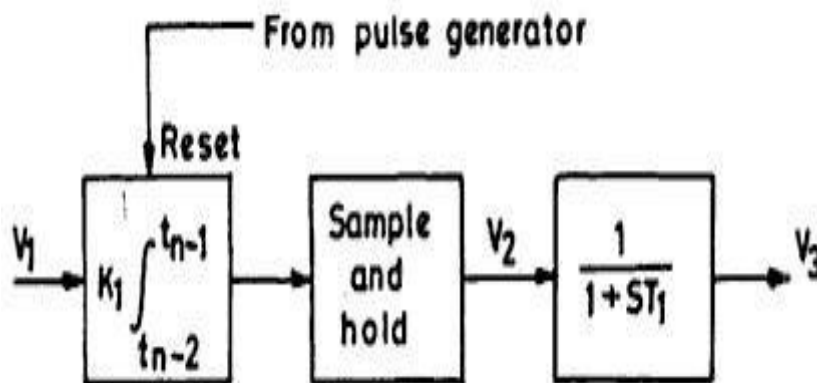 From pulse generator
Reset
V₁
K₁ ∫ tₙ₋₁ tₙ₋₂
Sample
and
hold
V₂
1
1 + ST₁
V₃